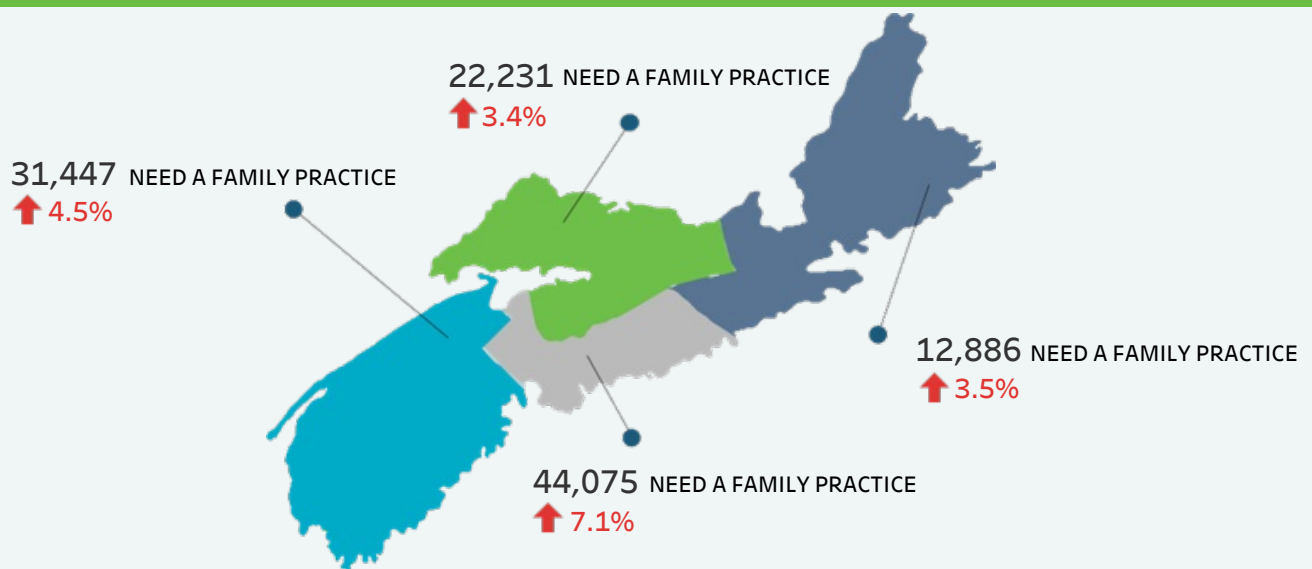 22,231 NEED A FAMILY PRACTICE
3.4%
31,447 NEED A FAMILY PRACTICE
4.5%
12,886 NEED A FAMILY PRACTICE
3.5%
44,075 NEED A FAMILY PRACTICE
7.1%